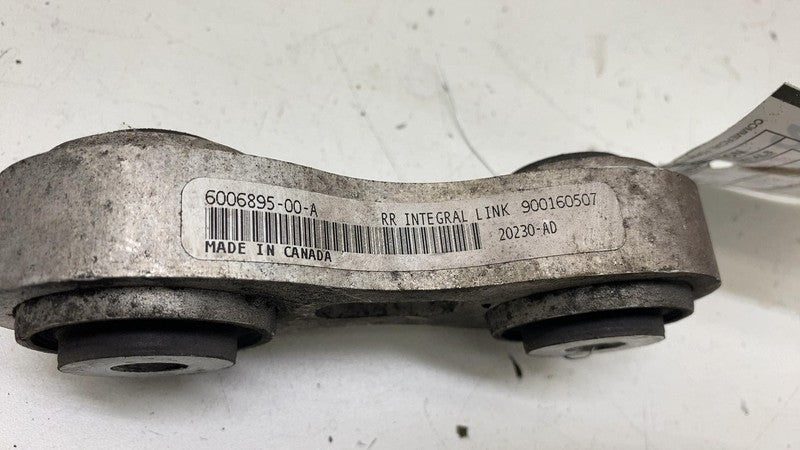 6006895-00-A
RR INTEGRAL LINK 900160507
MADE IN CANADA
20230-AD